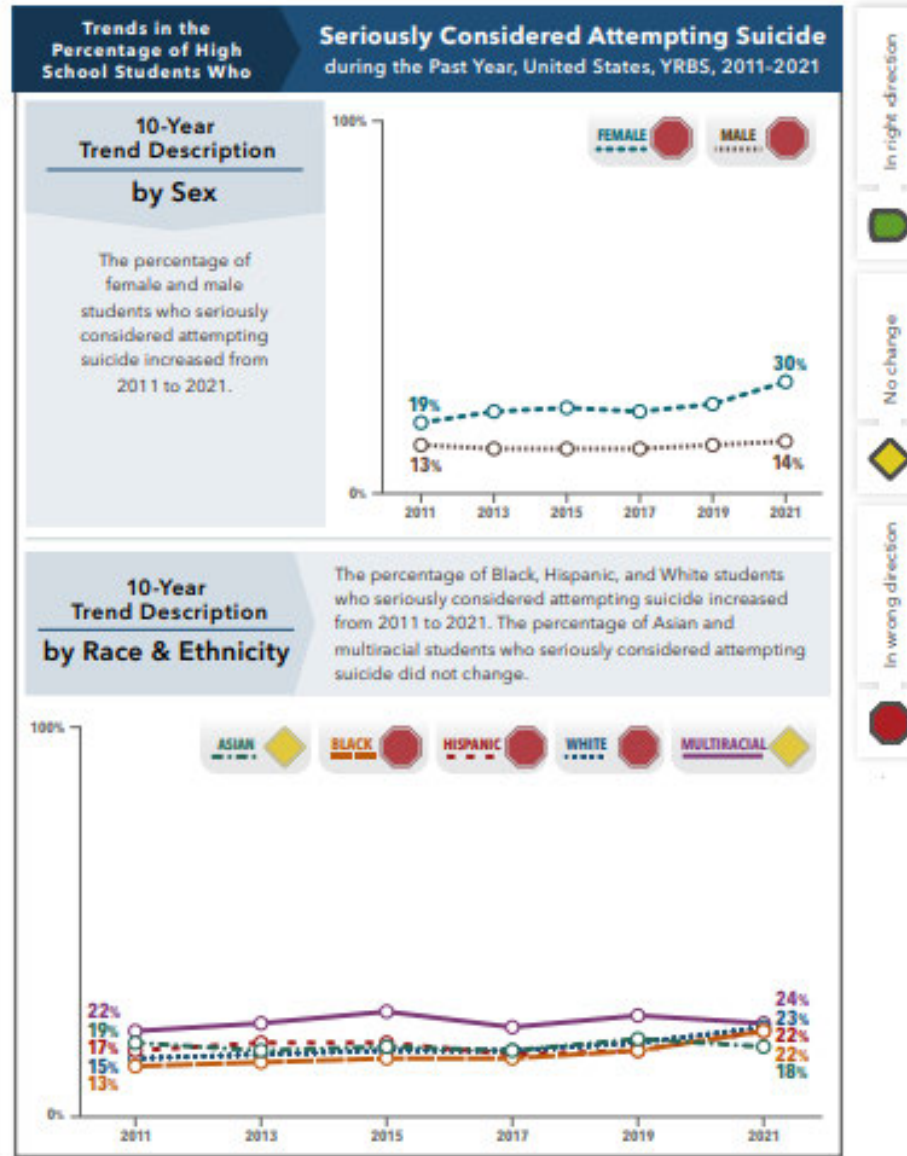 Trends in the
Percentage of High
School Students Who
Seriously Considered Attempting Suicide
during the Past Year, United States, YRBS, 2011-2021
10-Year
Trend Description
by Sex
The percentage of
female and male
students who seriously
considered attempting
suicide increased from
2011 to 2021.
100%
FEMALE
MALE
30%
19%
13%
14%
0%
2011 2013 2015 2017 2019 2021
10-Year
Trend Description
by Race & Ethnicity
The percentage of Black, Hispanic, and White students
who seriously considered attempting suicide increased
from 2011 to 2021. The percentage of Asian and
multiracial students who seriously considered attempting
suicide did not change.
100%
ASIAN
BLACK
HISPANIC
WHITE
MULTIRACIAL
22%
19%
17%
15%
13%
24%
23%
22%
22%
18%
0%
2011 2013 2015 2017 2019 2021
In right direction
No change
In wrong direction